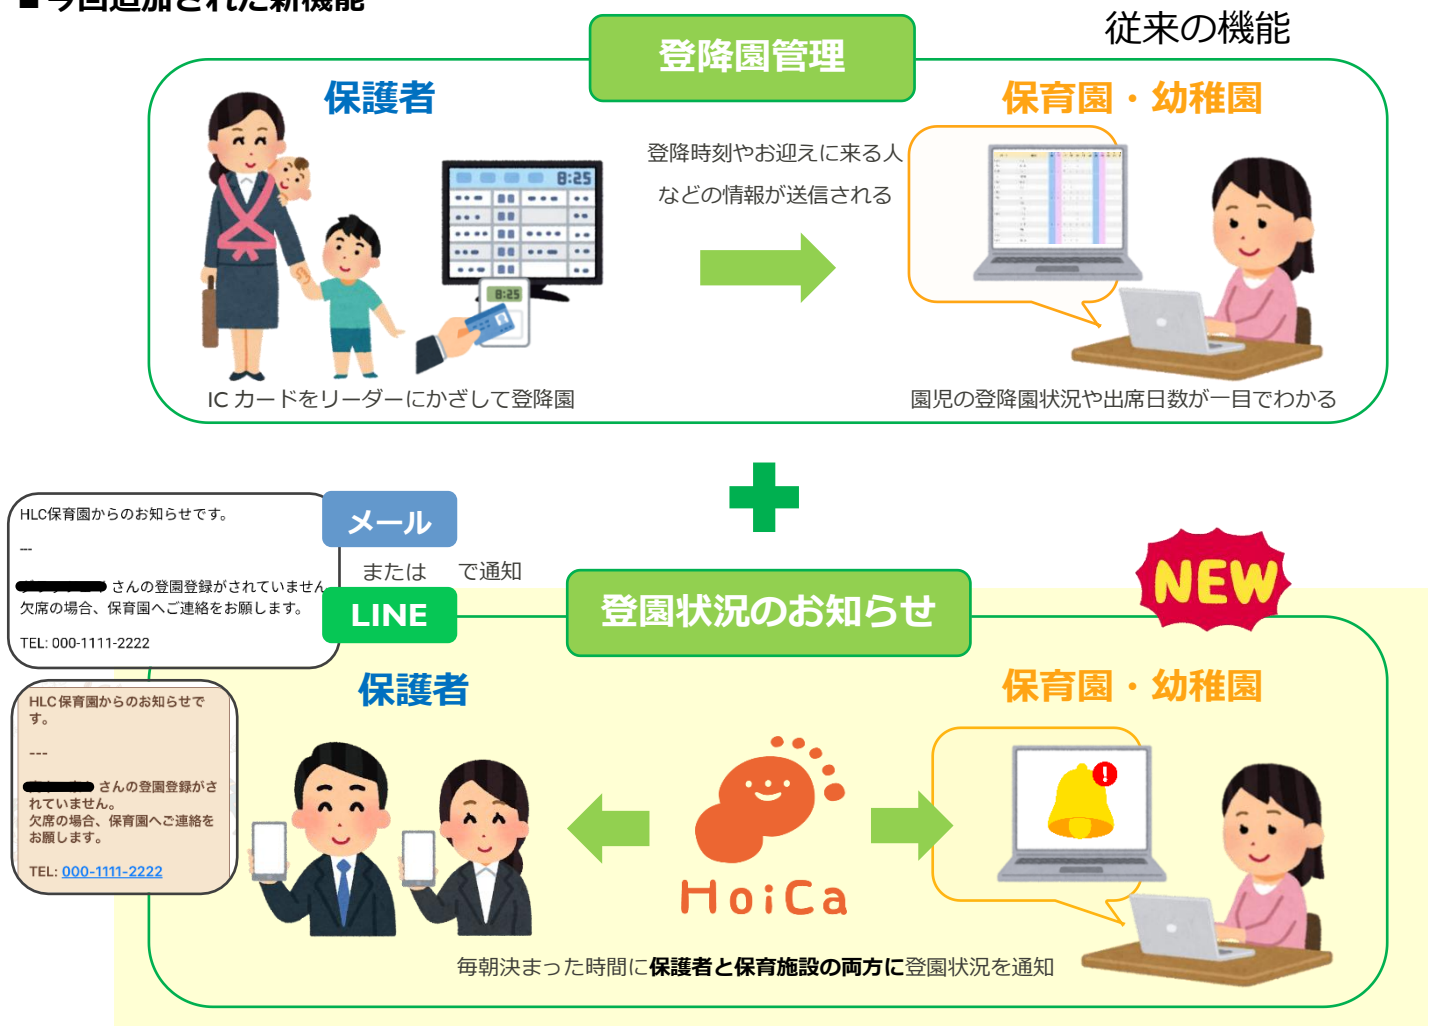 ■今回追加された新機能
従来の機能
登降園管理
保護者
保育園・幼稚園
登降時刻やお迎えに来る人
などの情報が送信される
8:25
8:25
IC カードをリーダーにかざして登降園
園児の登降園状況や出席日数が一目でわかる
HLC保育園からのお知らせです。
---
さんの登園登録がされていません
欠席の場合、保育園へご連絡をお願します。
TEL: 000-1111-2222
メール
または で通知
LINE
登園状況のお知らせ
NEW
HLC保育園からのお知らせで
す。
---
さんの登園登録がさ
れていません。
欠席の場合、保育園へご連絡を
お願します。
TEL: 000-1111-2222
保護者
保育園・幼稚園
HoiCa
毎朝決まった時間に保護者と保育施設の両方に登園状況を通知